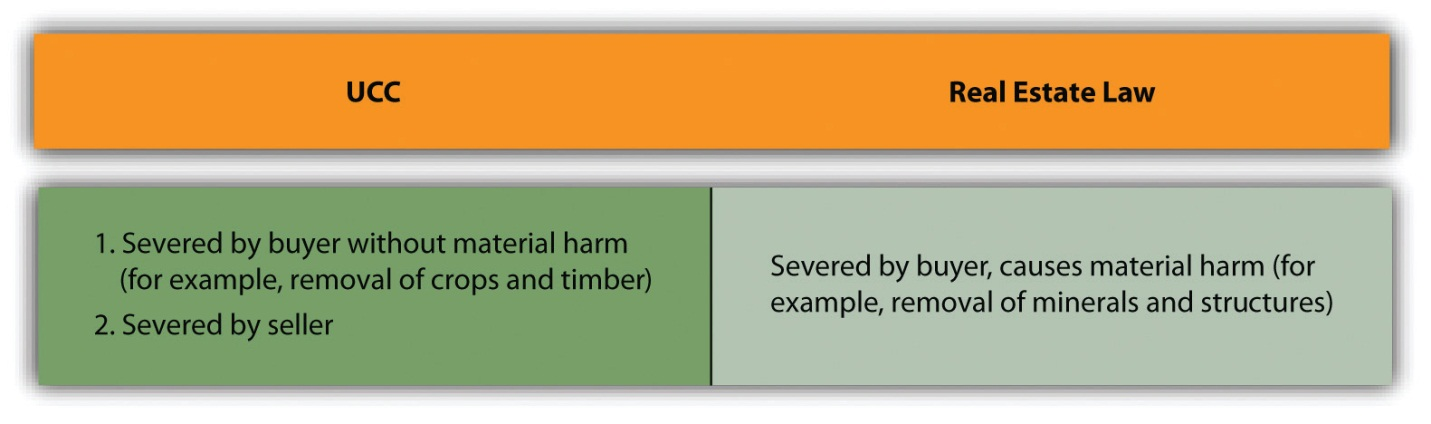 UCC
Real Estate Law
1. Severed by buyer without material harm
(for example, removal of crops and timber)
2. Severed by seller
Severed by buyer, causes material harm (for
example, removal of minerals and structures)